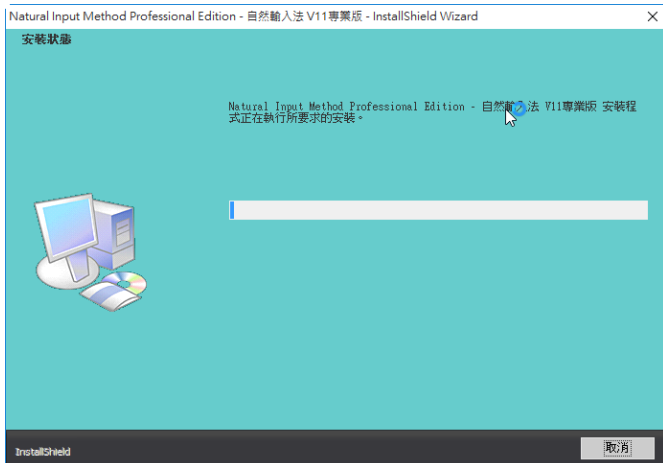 Natural Input Method Professional Edition - 自然輸入法 V11專業版 - InstallShield Wizard
安裝狀態
Natural Input Method Professional Edition - 自然輸入法 V11專業版 安裝程
式正在執行所要求的安裝。
InstallShield
取消